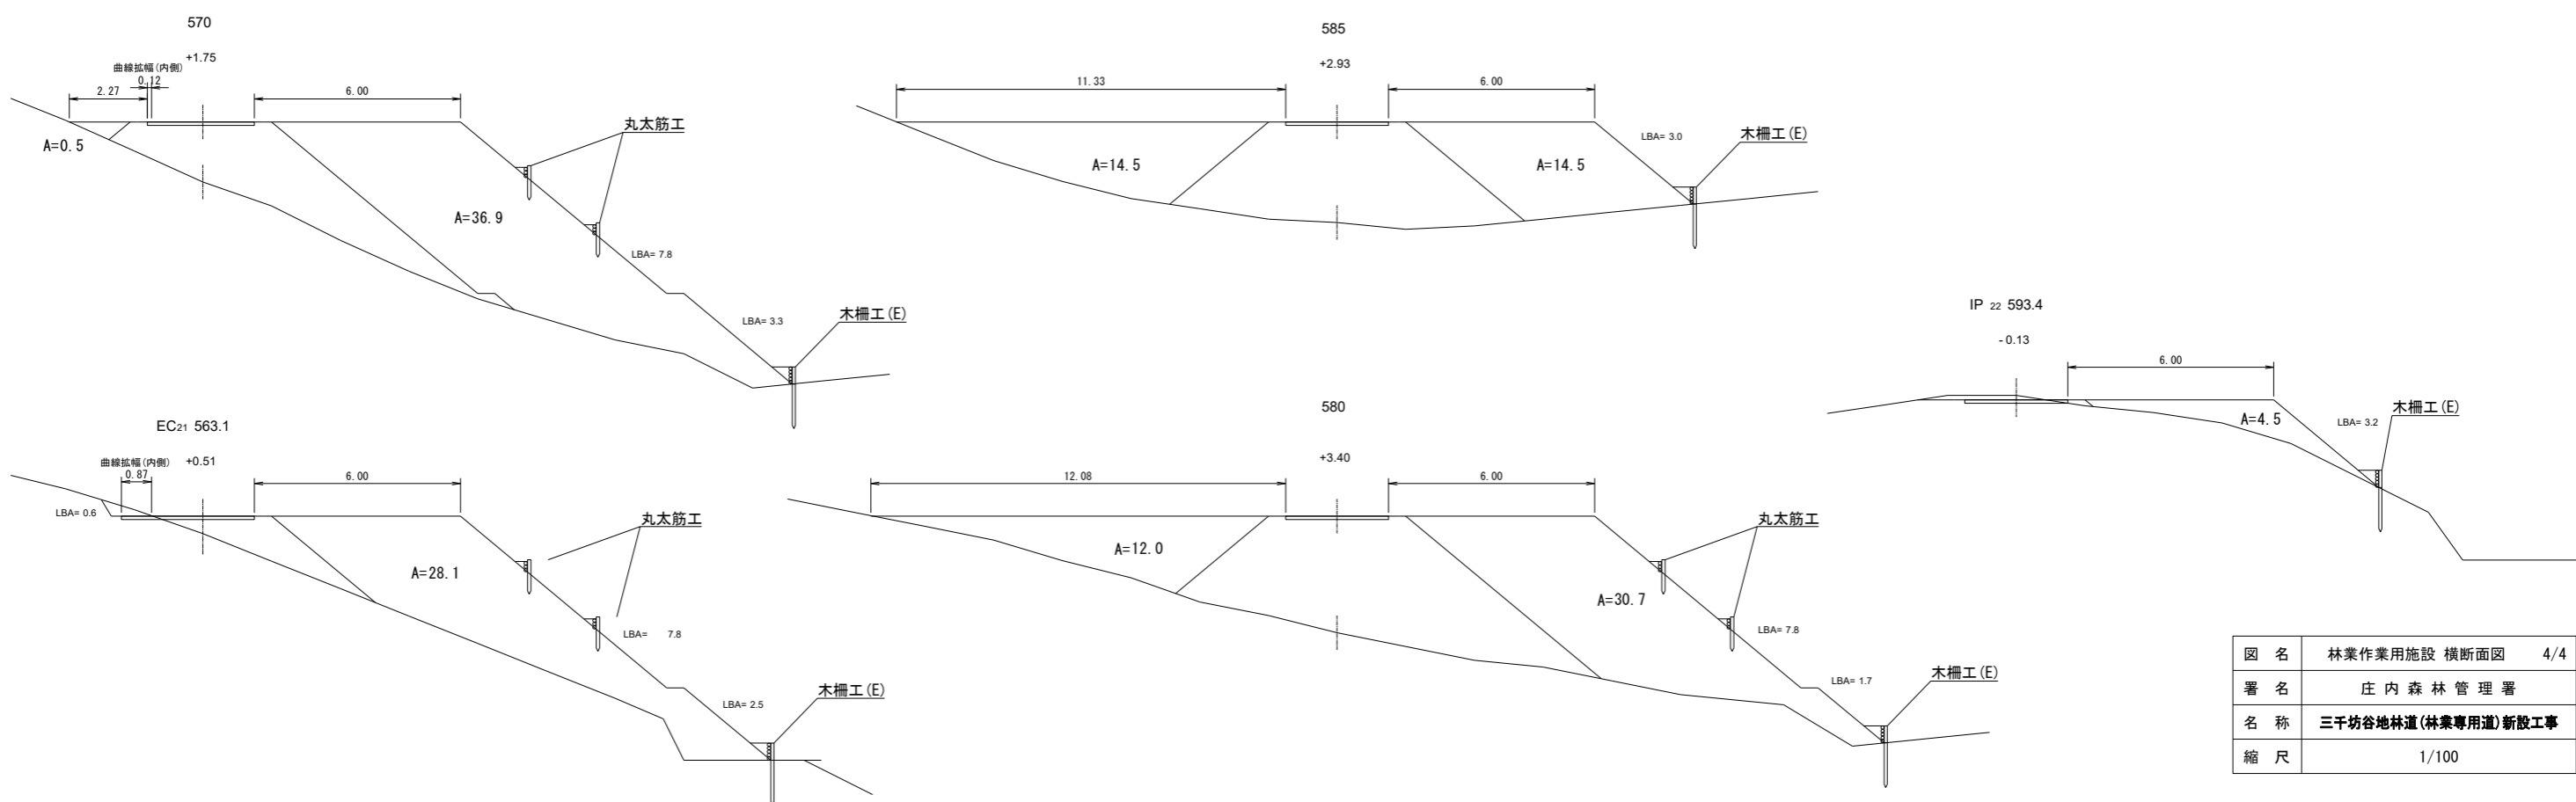 570
+1.75
曲線拡幅(内側)
0.12
2.27
6.00
A=0.5
丸太筋工
A=36.9
LBA= 7.8
LBA= 3.3
木柵工(E)
585
+2.93
11.33
6.00
A=14.5
A=14.5
LBA= 3.0
木柵工(E)
IP 22 593.4
- 0.13
6.00
A=4.5
LBA= 3.2
木柵工(E)
EC21 563.1
曲線拡幅(内側)
+0.51
0.87
6.00
LBA= 0.6
丸太筋工
A=28.1
LBA= 7.8
LBA= 2.5
木柵工(E)
580
+3.40
12.08
6.00
A=12.0
丸太筋工
A=30.7
LBA= 7.8
LBA= 1.7
木柵工(E)
図 名 林業作業用施設 横断面図 4/4
署 名 庄内森林管理署
名 称 三千坊谷地林道(林業専用道)新設工事
縮 尺 1/100